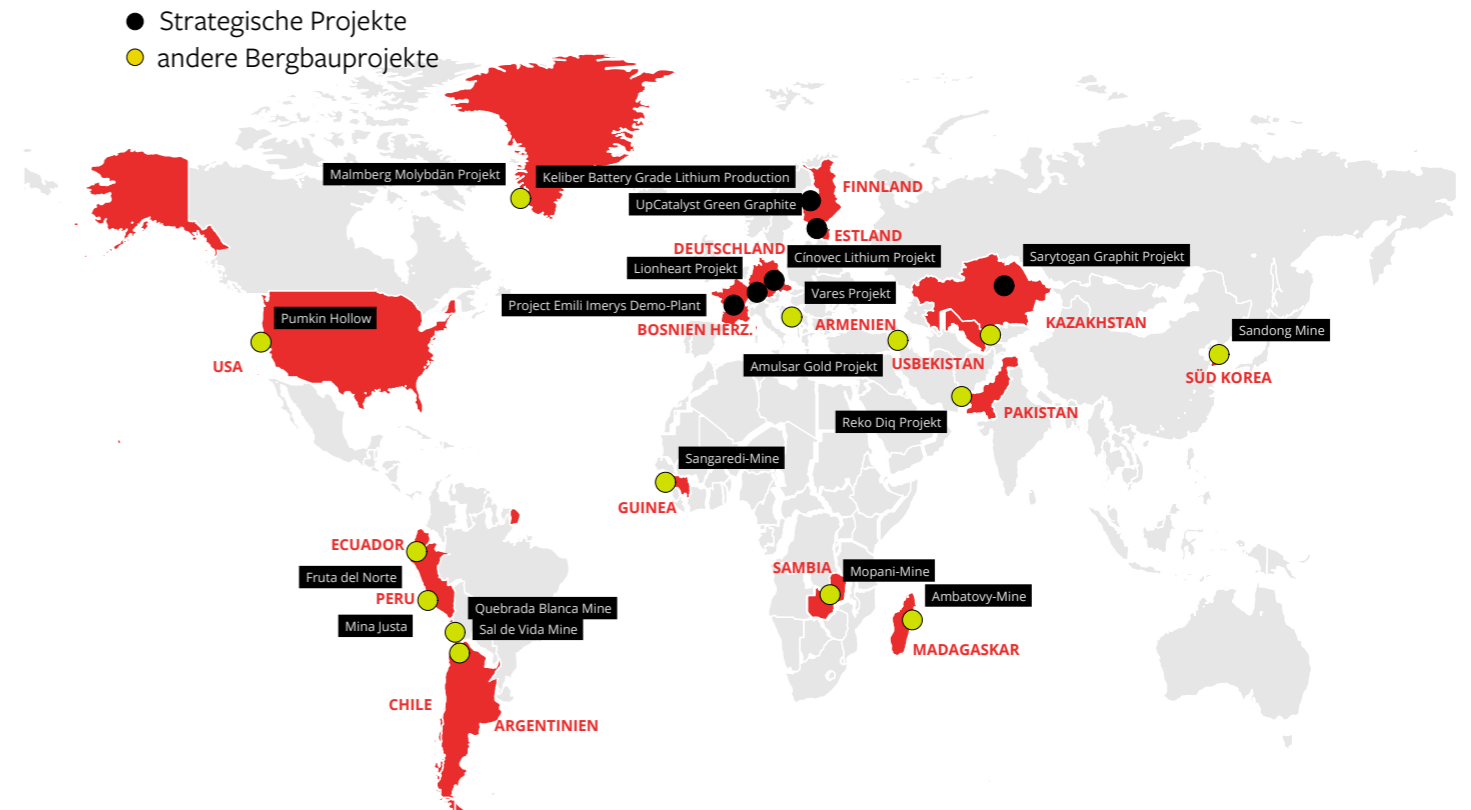 Strategische Projekte
andere Bergbauprojekte
Malmberg Molybdän Projekt
Keliber Battery Grade Lithium Production
FINNLAND
UpCatalyst Green Graphite
ESTLAND
DEUTSCHLAND
Cínovec Lithium Projekt
Sarytogan Graphit Projekt
Lionheart Projekt
Vares Projekt
Project Emili Imerys Demo-Plant
Pumkin Hollow
BOSNIEN HERZ.
ARMENIEN
KAZAKHSTAN
Sandong Mine
USA
Amulsar Gold Projekt
USBEKISTAN
SÜD KOREA
PAKISTAN
Reko Diq Projekt
Sangaredi-Mine
GUINEA
ECUADOR
SAMBIA
Mopani-Mine
Fruta del Norte
Ambatovy-Mine
PERU
Quebrada Blanca Mine
Mina Justa
Sal de Vida Mine
MADAGASKAR
CHILE
ARGENTINIEN